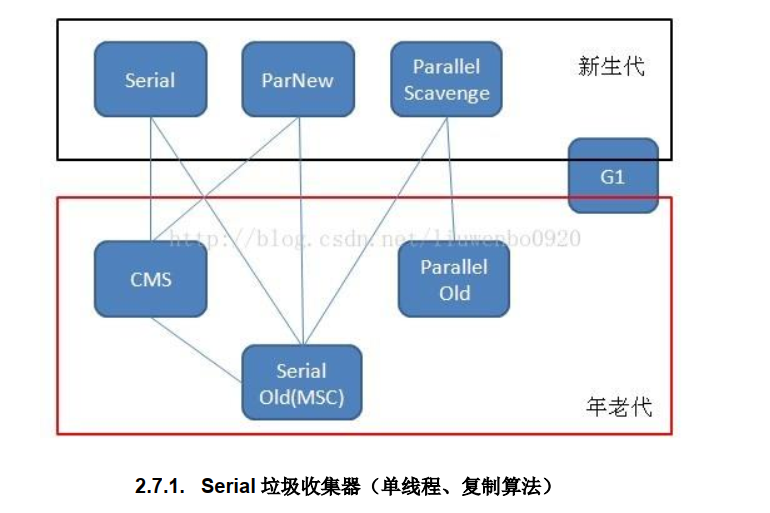 Serial
ParNew
Parallel
Scavenge
新生代
G1
http://blog.csdn.net/liuwenbo0920
CMS
Parallel
Old
Serial
Old(MSC)
年老代
2.7.1. Serial 垃圾收集器（单线程、复制算法）